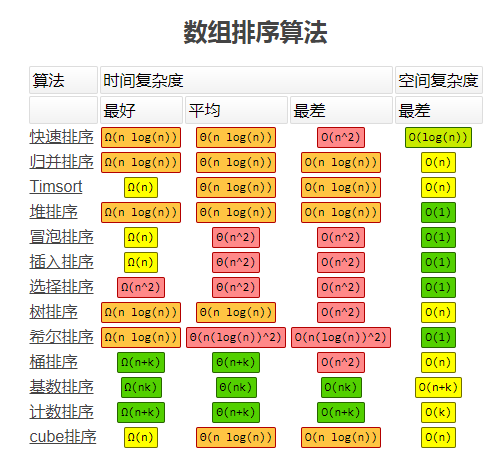 数组排序算法
算法 时间复杂度 空间复杂度
最好 平均 最差 最差
快速排序 Ω(n log(n)) Θ(n log(n)) O(n^2) O(log(n))
归并排序 Ω(n log(n)) Θ(n log(n)) O(n log(n)) O(n)
Timsort Ω(n) Θ(n log(n)) O(n log(n)) O(n)
堆排序 Ω(n log(n)) Θ(n log(n)) O(n log(n)) O(1)
冒泡排序 Ω(n) Θ(n^2) O(n^2) O(1)
插入排序 Ω(n) Θ(n^2) O(n^2) O(1)
选择排序 Ω(n^2) Θ(n^2) O(n^2) O(1)
树排序 Ω(n log(n)) Θ(n log(n)) O(n^2) O(n)
希尔排序 Ω(n log(n)) Θ(n(log(n))^2) O(n(log(n))^2) O(1)
桶排序 Ω(n+k) Θ(n+k) O(n^2) O(n)
基数排序 Ω(nk) Θ(nk) O(nk) O(n+k)
计数排序 Ω(n+k) Θ(n+k) O(n+k) O(k)
cube排序 Ω(n) Θ(n log(n)) O(n log(n)) O(n)